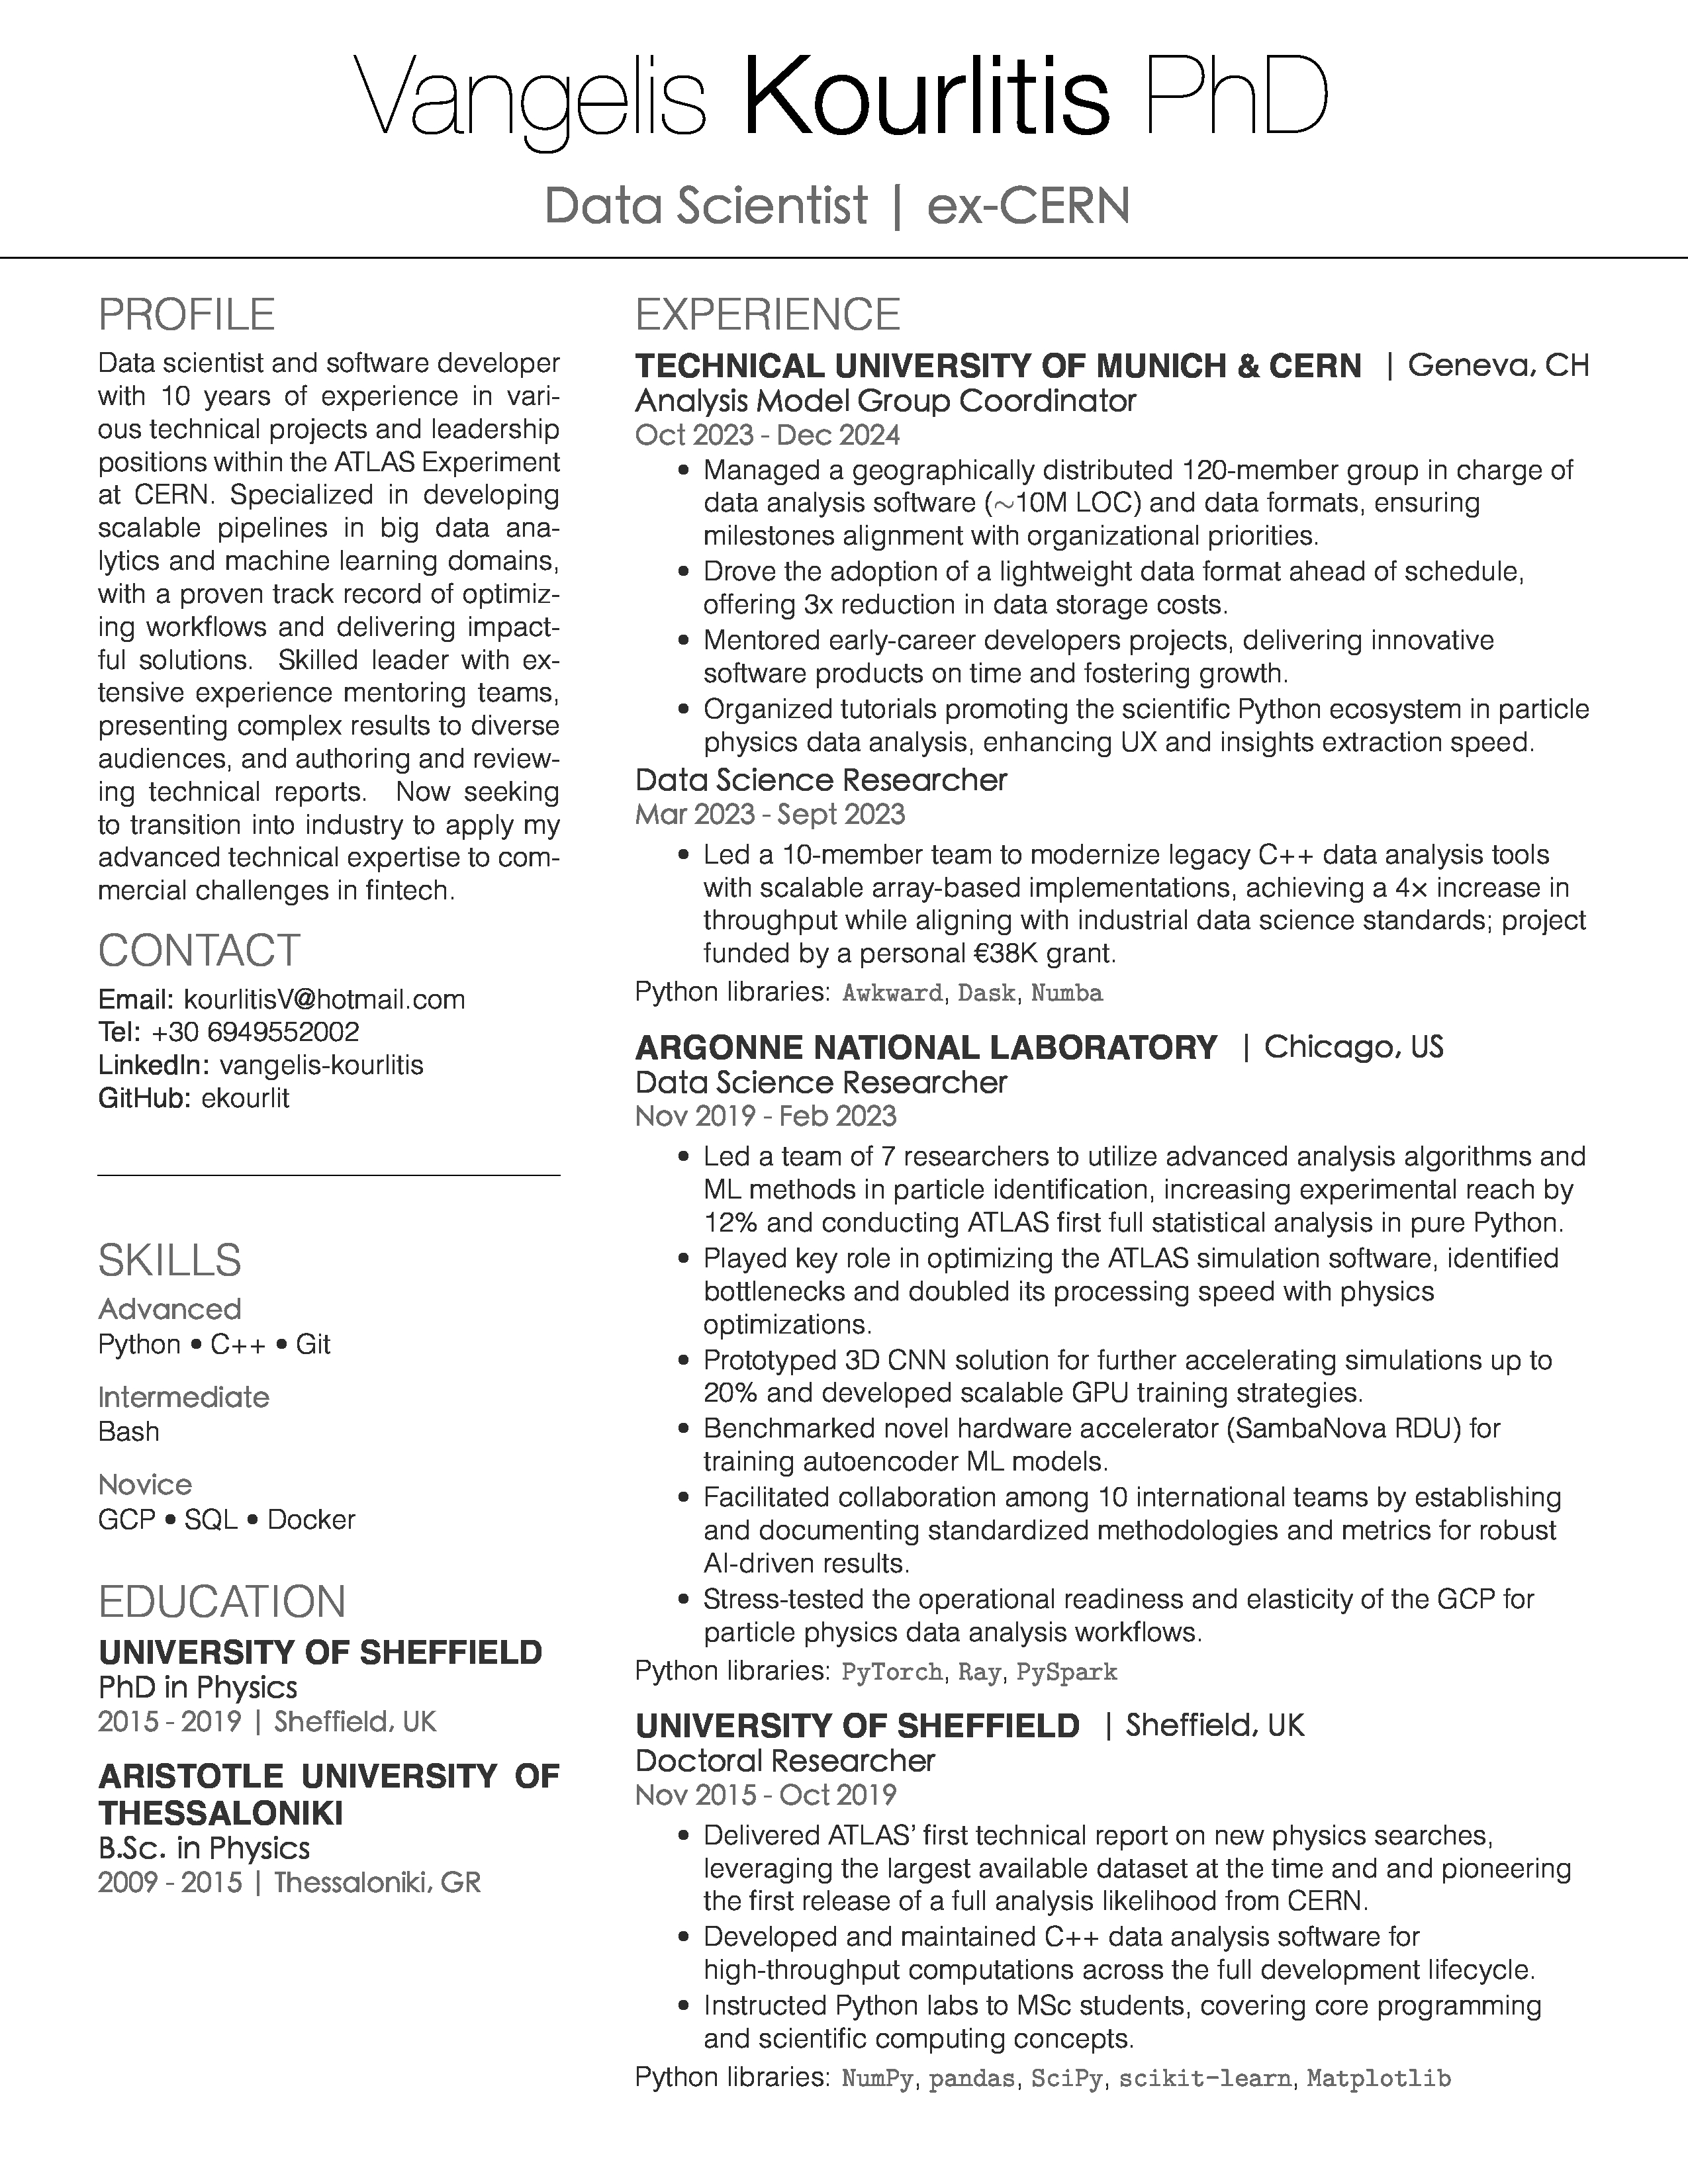 Vangelis Kourlitis PhD
Data Scientist | ex-CERN
PROFILE
Data scientist and software developer
with 10 years of experience in vari-
ous technical projects and leadership
positions within the ATLAS Experiment
at CERN. Specialized in developing
scalable pipelines in big data ana-
lytics and machine learning domains,
with a proven track record of optimiz-
ing workflows and delivering impact-
ful solutions. Skilled leader with ex-
tensive experience mentoring teams,
presenting complex results to diverse
audiences, and authoring and review-
ing technical reports. Now seeking
to transition into industry to apply my
advanced technical expertise to com-
mercial challenges in fintech.
CONTACT
Email: kourlitisV@hotmail.com
Tel: +30 6949552002
LinkedIn: vangelis-kourlitis
GitHub: ekourlit
SKILLS
Advanced
Python • C++ • Git
Intermediate
Bash
Novice
GCP • SQL • Docker
EDUCATION
UNIVERSITY OF SHEFFIELD
PhD in Physics
2015 - 2019 | Sheffield, UK
ARISTOTLE UNIVERSITY OF
THESSALONIKI
B.Sc. in Physics
2009 - 2015 | Thessaloniki, GR
EXPERIENCE
TECHNICAL UNIVERSITY OF MUNICH & CERN | Geneva, CH
Analysis Model Group Coordinator
Oct 2023 - Dec 2024
• Managed a geographically distributed 120-member group in charge of
data analysis software (~10M LOC) and data formats, ensuring
milestones alignment with organizational priorities.
• Drove the adoption of a lightweight data format ahead of schedule,
offering 3x reduction in data storage costs.
• Mentored early-career developers projects, delivering innovative
software products on time and fostering growth.
• Organized tutorials promoting the scientific Python ecosystem in particle
physics data analysis, enhancing UX and insights extraction speed.
Data Science Researcher
Mar 2023 - Sept 2023
• Led a 10-member team to modernize legacy C++ data analysis tools
with scalable array-based implementations, achieving a 4× increase in
throughput while aligning with industrial data science standards; project
funded by a personal €38K grant.
Python libraries: Awkward, Dask, Numba
ARGONNE NATIONAL LABORATORY | Chicago, US
Data Science Researcher
Nov 2019 - Feb 2023
• Led a team of 7 researchers to utilize advanced analysis algorithms and
ML methods in particle identification, increasing experimental reach by
12% and conducting ATLAS first full statistical analysis in pure Python.
• Played key role in optimizing the ATLAS simulation software, identified
bottlenecks and doubled its processing speed with physics
optimizations.
• Prototyped 3D CNN solution for further accelerating simulations up to
20% and developed scalable GPU training strategies.
• Benchmarked novel hardware accelerator (SambaNova RDU) for
training autoencoder ML models.
• Facilitated collaboration among 10 international teams by establishing
and documenting standardized methodologies and metrics for robust
AI-driven results.
• Stress-tested the operational readiness and elasticity of the GCP for
particle physics data analysis workflows.
Python libraries: PyTorch, Ray, PySpark
UNIVERSITY OF SHEFFIELD | Sheffield, UK
Doctoral Researcher
Nov 2015 - Oct 2019
• Delivered ATLAS’ first technical report on new physics searches,
leveraging the largest available dataset at the time and and pioneering
the first release of a full analysis likelihood from CERN.
• Developed and maintained C++ data analysis software for
high-throughput computations across the full development lifecycle.
• Instructed Python labs to MSc students, covering core programming
and scientific computing concepts.
Python libraries: NumPy, pandas, SciPy, scikit-learn, Matplotlib